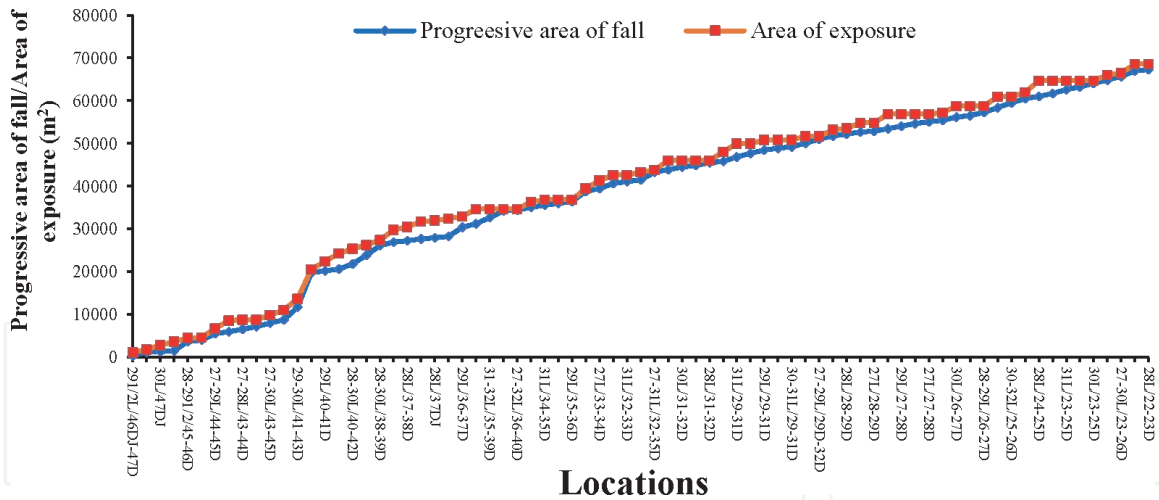 Progressive area of fall/Area of
exposure (m²)
80000
70000
60000
50000
40000
30000
20000
10000
0
Progreesive area of fall
Area of exposure
291/2L/46DJ-47D
30L/47DJ
28-291/2/45-46D
27-29L/44-45D
27-28L/43-44D
27-30L/43-45D
29-30L/41-43D
29L/40-41D
28-30L/40-42D
28-30L/38-39D
28L/37-38D
28L/37DJ
29L/36-37D
31-32L/35-39D
27-32L/36-40D
31L/34-35D
29L/35-36D
27L/33-34D
31L/32-33D
27-31L/32-35D
30L/31-32D
28L/31-32D
31L/29-31D
29L/29-31D
30-31L/29-31D
27-29L/29D-32D
28L/28-29D
29L/27-28D
29L/27-28D
27L/27-28D
30L/26-27D
28-29L/26-27D
30-32L/25-26D
28L/24-25D
31L/23-25D
30L/23-25D
27-30L/23-26D
28L/22-23D
Locations